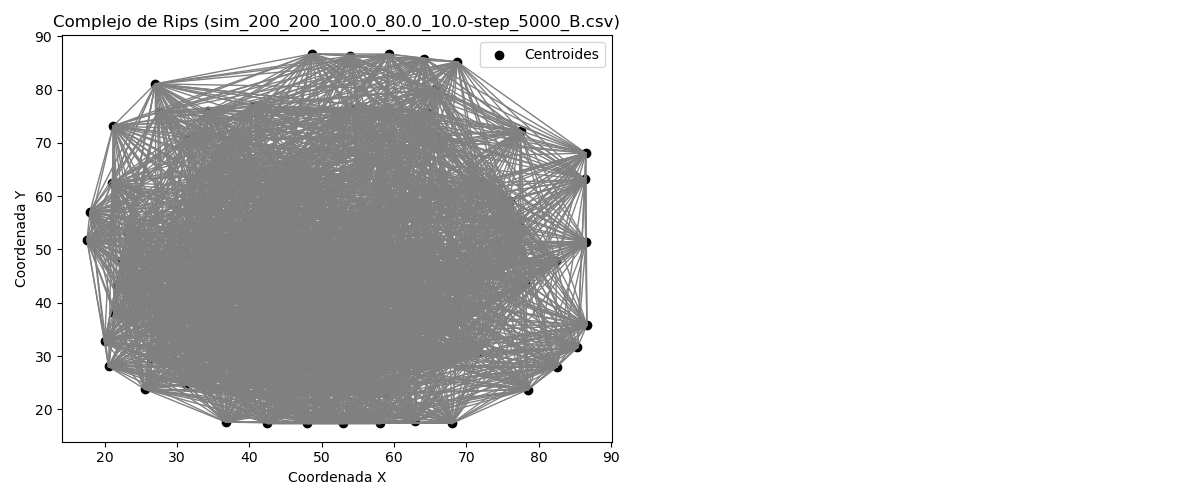 Complejo de Rips (sim_200_200_100.0_80.0_10.0-step_5000_B.csv)
Centroides
90
80
70
60
50
40
30
20
Coordenada Y
20 30 40 50 60 70 80 90
Coordenada X